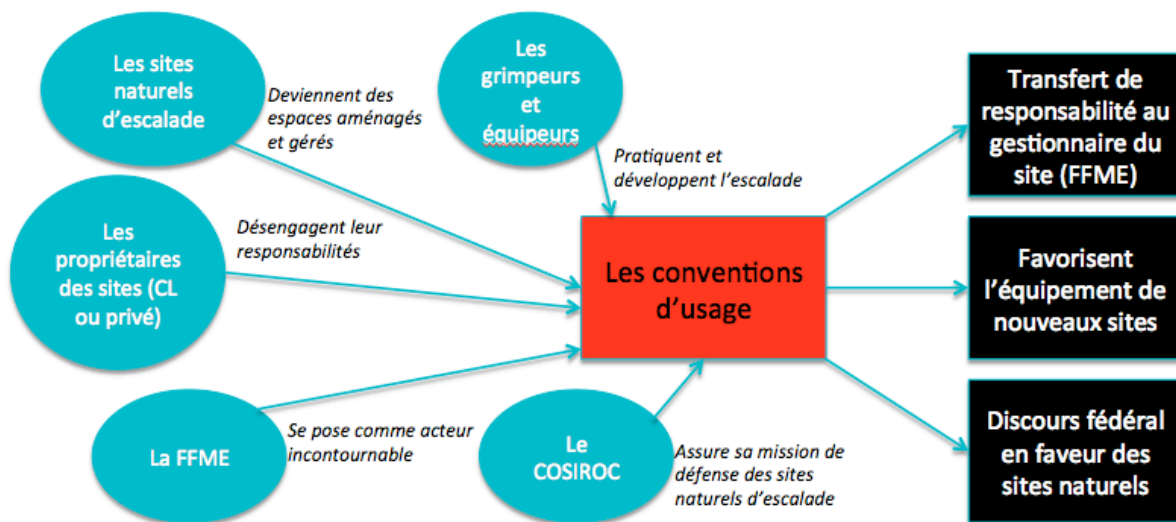 Les sites
naturels
d'escalade
Deviennent des
espaces aménagés
et gérés
Les
grimpeurs
et
équipeurs
Pratiquent et
développent l'escalade
Transfert de
responsabilité au
gestionnaire du
site (FFME)
Les
propriétaires
des sites (CL
ou privé)
Désengagent leur
responsabilités
Les conventions
d'usage
Favorisent
l'équipement de
nouveaux sites
La FFME
Se pose comme acteur
incontournable
Le
COSIROC
Assure sa mission de
défense des sites
naturels d'escalade
Discours fédéral
en faveur des
sites naturels